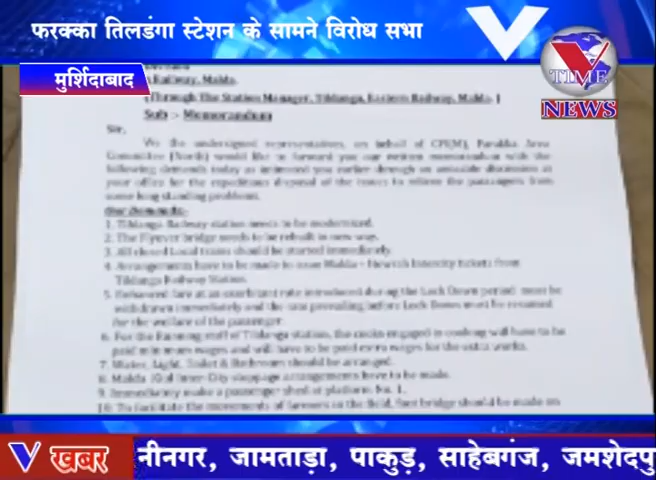 फरक्का तिलडंगा स्टेशन के सामने विरोध सभा
V
TIME
NEWS
मुर्शिदाबाद
Railway, Malda.
(Through The Station Manager, Tildanga, Eastern Railway, Malda. )
Sub :- Memorandum
Sir,
We the undersigned representatives, on behalf of CPI(M), Farakka Area
Committee (North) would like to forward you our written memorandum with the
following demands today as intimated you earlier through an amicable discussion at
your office for the expeditious disposal of the issues to relieve the passengers from
some long standing problems.
Our Demands:-
1. Tildanga Railway station needs to be modernized.
2. The Flyover bridge needs to be rebuilt in new way.
3. All closed Local trains should be started immediately.
4. Arrangements have to be made to issue Malda – Howrah Intercity tickets from
Tildanga Railway Station.
5. Enhanced fare at an exorbitant rate introduced during the Lock Down period must be
withdrawn immediately and the rate prevailing before Lock Down must be resumed
for the welfare of the passenger.
6. For the Running staff of Tildanga station, the cooks engaged in cooking will have to be
paid minimum wages and will have to be paid extra wages for the extra works.
7. Water, Light, Toilet & Bathroom should be arranged.
8. Malda Inter City stoppage arrangements have to be made.
9. Immediately make a passenger shed at platform No. 1.
10. To facilitate the movements of farmers in the field, foot bridge should be made on
V खबर
नीनगर, जामताड़ा, पाकुड़, साहेबगंज, जमशेदपु